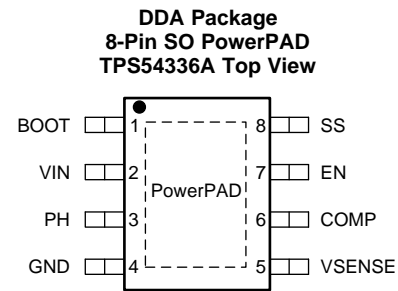 DDA Package
8-Pin SO PowerPAD
TPS54336A Top View
BOOT 1 8 SS
VIN 2 7 EN
PowerPAD
PH 3 6 COMP
GND 4 5 VSENSE